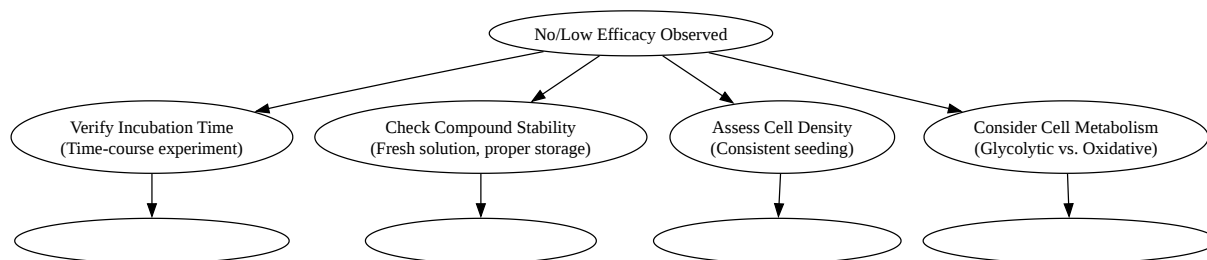 No/Low Efficacy Observed
Verify Incubation Time
(Time-course experiment)
Check Compound Stability
(Fresh solution, proper storage)
Assess Cell Density
(Consistent seeding)
Consider Cell Metabolism
(Glycolytic vs. Oxidative)